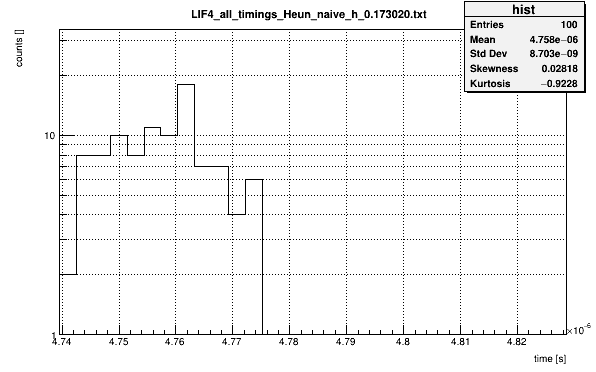 LIF4_all_timings_Heun_naive_h_0.173020.txt
hist
Entries 100
Mean 4.758e−06
Std Dev 8.703e−09
Skewness 0.02818
Kurtosis −0.9228
counts []
10
1
4.74 4.75 4.76 4.77 4.78 4.79 4.8 4.81 4.82
×10−6
time [s]